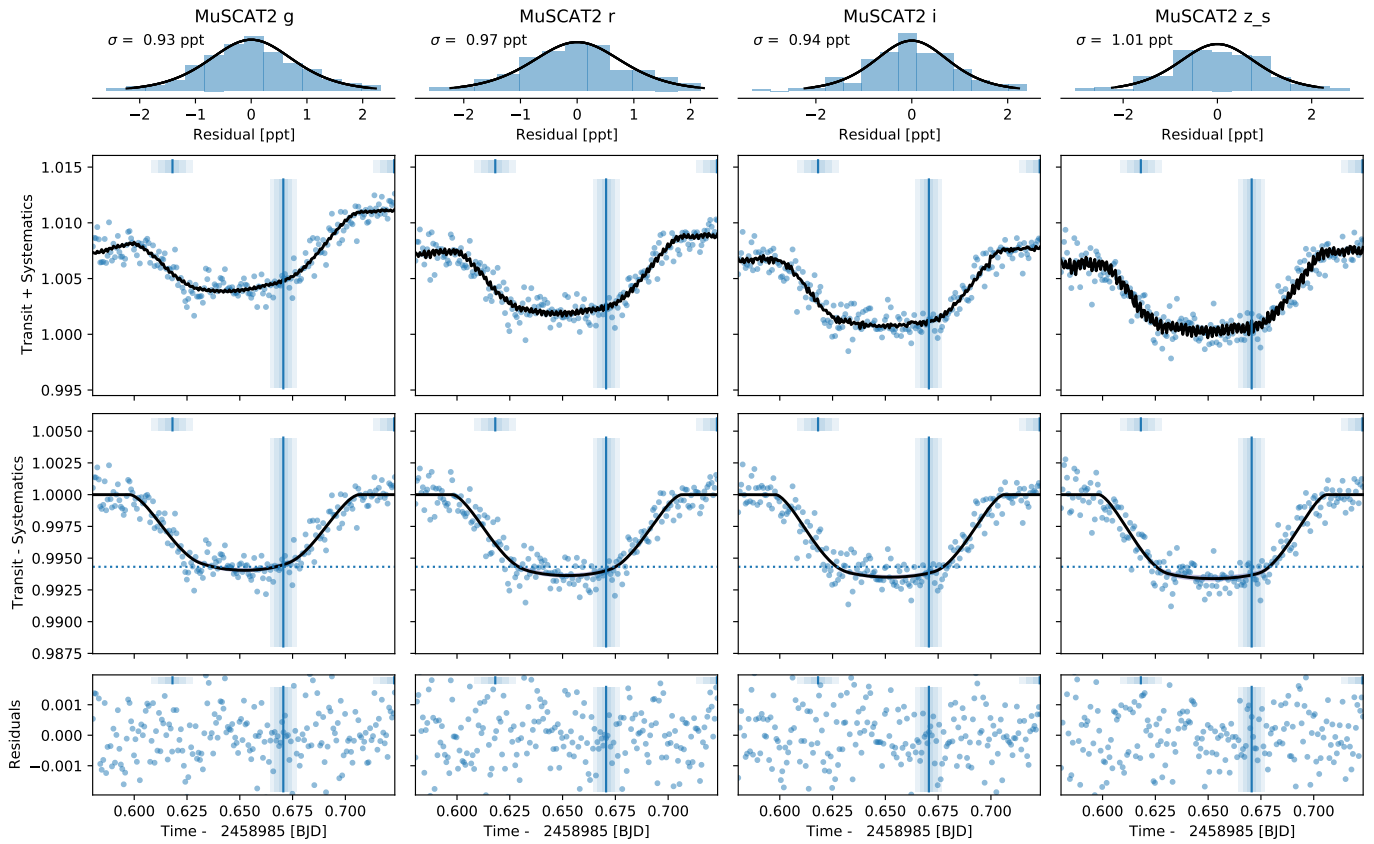 MuSCAT2 g MuSCAT2 r MuSCAT2 i MuSCAT2 z_s
σ = 0.93 ppt σ = 0.97 ppt σ = 0.94 ppt σ = 1.01 ppt
−2 −1 0 1 2 −2 −1 0 1 2 −2 0 2 −2 0 2
Residual [ppt] Residual [ppt] Residual [ppt] Residual [ppt]
Transit + Systematics
1.015
1.010
1.005
1.000
0.995
Transit - Systematics
1.0050
1.0025
1.0000
0.9975
0.9950
0.9925
0.9900
0.9875
Residuals
0.001
0.000
−0.001
0.600 0.625 0.650 0.675 0.700 0.600 0.625 0.650 0.675 0.700 0.600 0.625 0.650 0.675 0.700 0.600 0.625 0.650 0.675 0.700
Time - 2458985 [BJD] Time - 2458985 [BJD] Time - 2458985 [BJD] Time - 2458985 [BJD]